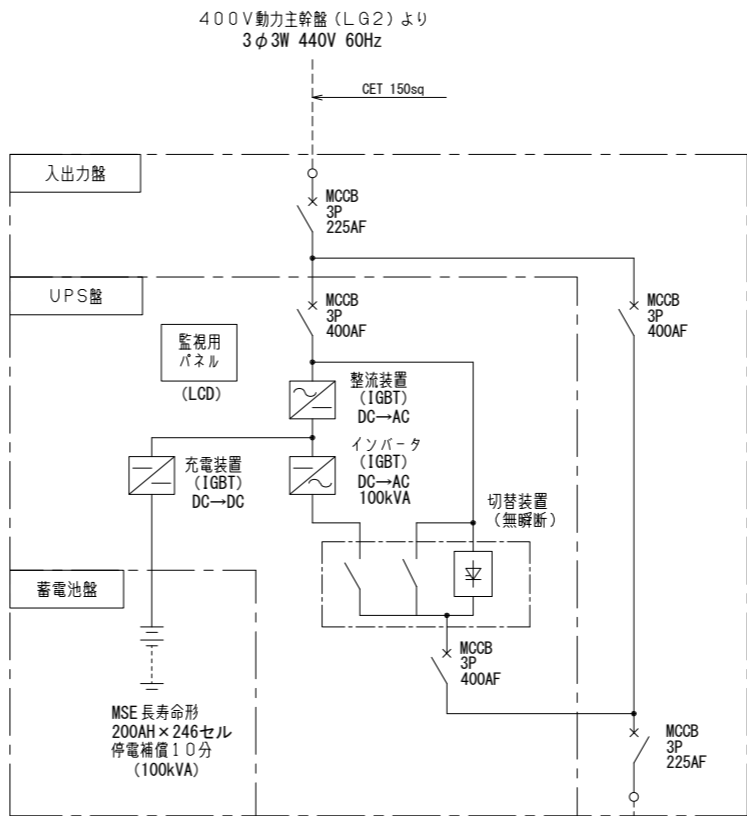 400V動力主幹盤(LG2)より
3φ3W 440V 60Hz
CET 150sq
入出力盤
MCCB
3P
225AF
UPS盤
MCCB
3P
400AF
MCCB
3P
400AF
監視用
パネル
(LCD)
整流装置
(IGBT)
DC→AC
充電装置
(IGBT)
DC→DC
インバータ
(IGBT)
DC→AC
100kVA
切替装置
(無瞬断)
蓄電池盤
MCCB
3P
400AF
MSE 長寿命形
200AH×246セル
停電補償10分
(100kVA)
MCCB
3P
225AF